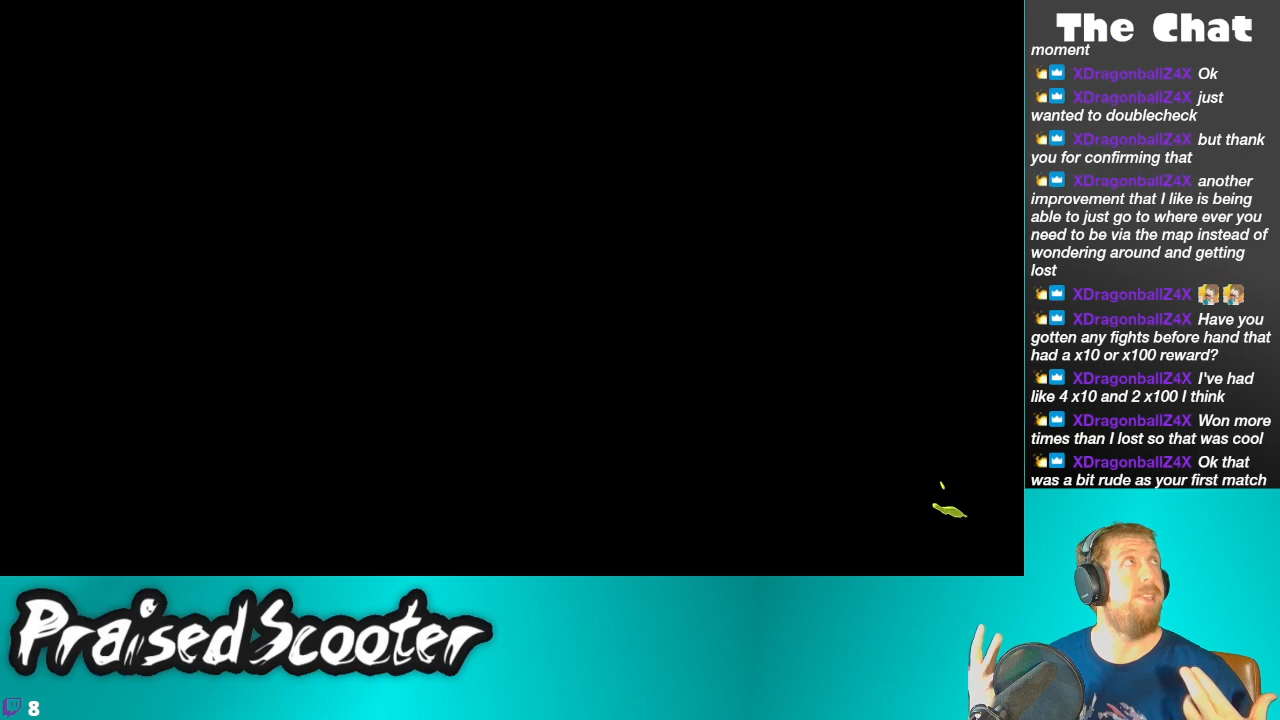 The Chat
moment
XDragonballZ4X Ok
XDragonballZ4X just
wanted to doublecheck
XDragonballZ4X but thank
you for confirming that
XDragonballZ4X another
improvement that I like is being
able to just go to where ever you
need to be via the map instead of
wondering around and getting
lost
XDragonballZ4X
XDragonballZ4X Have you
gotten any fights before hand that
had a x10 or x100 reward?
XDragonballZ4X I've had
like 4 x10 and 2 x100 I think
XDragonballZ4X Won more
times than I lost so that was cool
XDragonballZ4X Ok that
was a bit rude as your first match
PraisedScooter
8